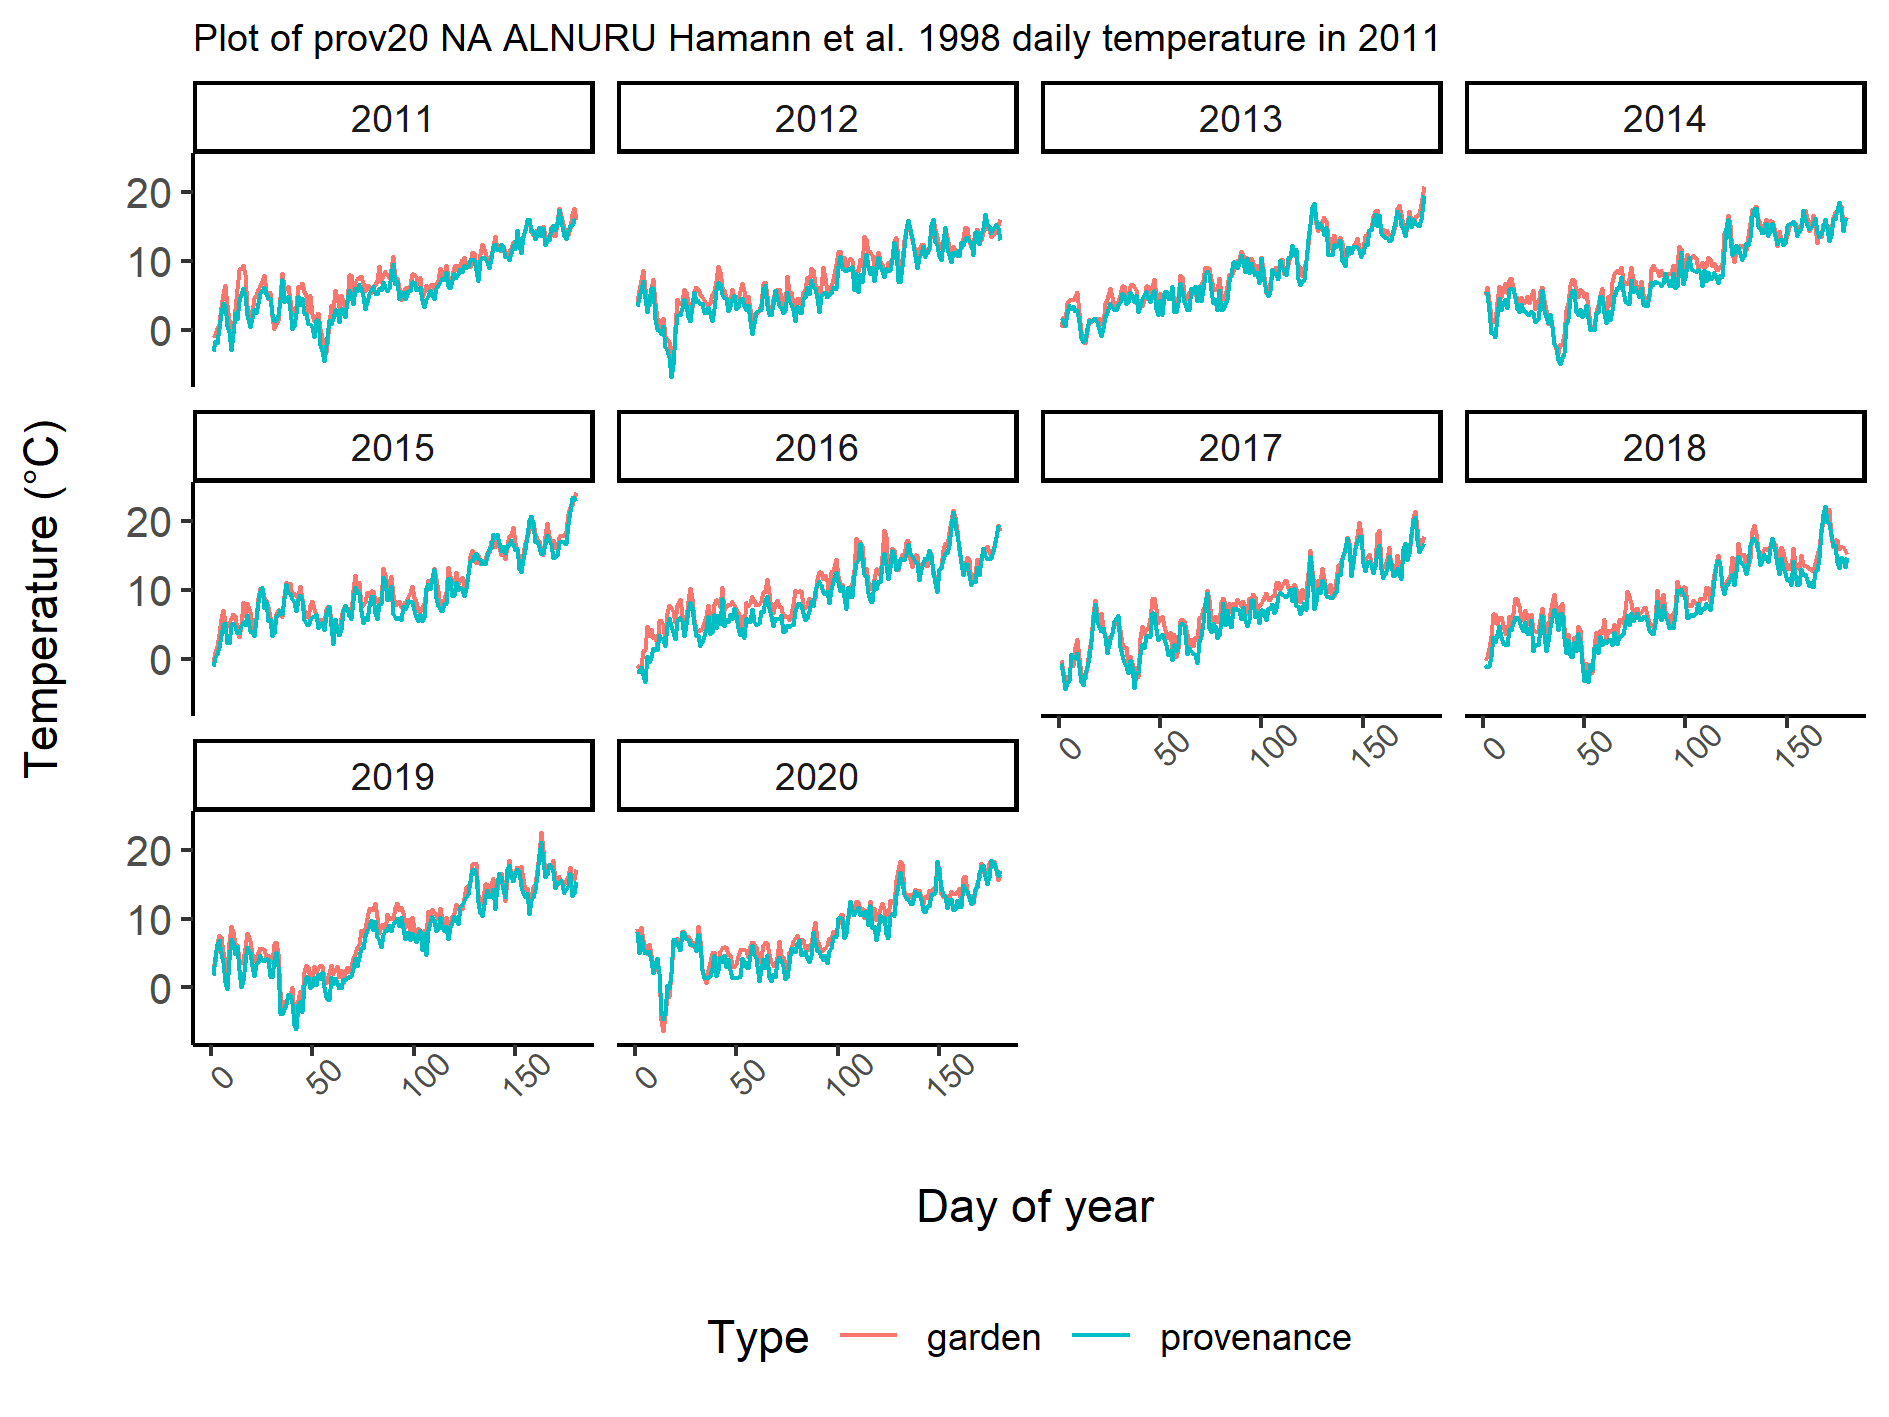 Plot of prov20 NA ALNURU Hamann et al. 1998 daily temperature in 2011
2011 2012 2013 2014
20
10
0
2015 2016 2017 2018
20
10
0
0 50 100 150 0 50 100 150
2019 2020
20
10
0
0 50 100 150 0 50 100 150
Temperature (°C)
Day of year
Type garden provenance